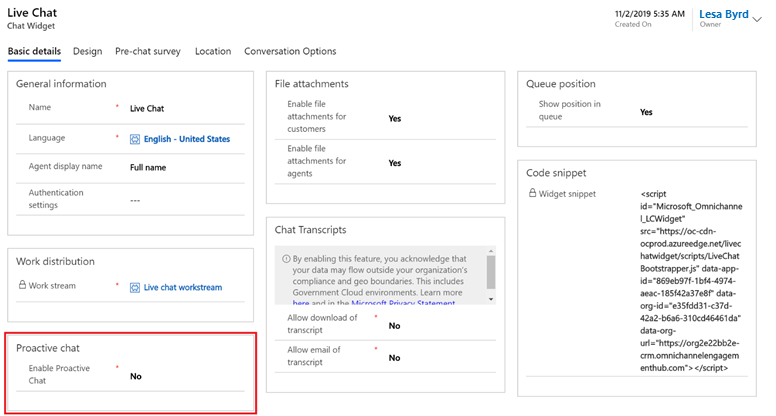 Live Chat
Chat Widget
11/2/2019 5:35 AM
Created On
Lesa Byrd
Owner
Basic details
Design
Pre-chat survey
Location
Conversation Options
General information
Name * Live Chat
Language * English - United States
Agent display name Full name
Authentication
settings
---
Work distribution
Work stream * Live chat workstream
Proactive chat
Enable Proactive
Chat
* No
File attachments
Enable file
attachments for
customers
Yes
Enable file
attachments for
agents
Yes
Chat Transcripts
By enabling this feature, you acknowledge that
your data may flow outside your organization's
compliance and geo boundaries. This includes
Government Cloud environments. Learn more
here and in the Microsoft Privacy Statement
Allow download of
transcript
* No
Allow email of
transcript
* No
Queue position
Show position in
queue
Yes
Code snippet
Widget snippet
<script
id="Microsoft_Omnichanne
l_LCWidget"
src="https://oc-cdn-
ocprod.azureedge.net/livec
hatwidget/scripts/LiveChat
Bootstrapper.js" data-app-
id="869eb97f-1bf4-4974-
aeac-185f42a37e8f" data-
org-id="e35fdd31-c37d-
42a2-b6a6-310cd46461da"
data-org-
url="https://org2e22bb2e-
crm.omnichannelengagem
enthub.com"></script>